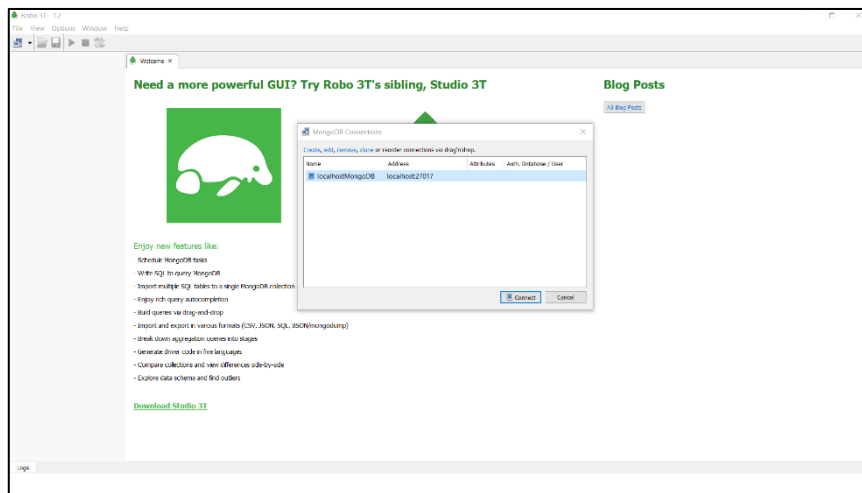 Robo 3T - 1.2
File View Options Window Help
Welcome ×
Need a more powerful GUI? Try Robo 3T's sibling, Studio 3T
Blog Posts
All Blog Posts
MongoDB Connections
Create, edit, remove, clone or reorder connections via drag'n'drop.
Name Address Attributes Auth. Database / User
localhostMongoDB localhost:27017
Connect Cancel
Enjoy new features like:
- Schedule MongoDB tasks
- Write SQL to query MongoDB
- Import multiple SQL tables to a single MongoDB collection
- Enjoy rich query autocompletion
- Build queries via drag-and-drop
- Import and export in various formats (CSV, JSON, SQL, BSON/mongodump)
- Break down aggregation queries into stages
- Generate driver code in five languages
- Compare collections and view differences side-by-side
- Explore data schema and find outliers
Download Studio 3T
Logs